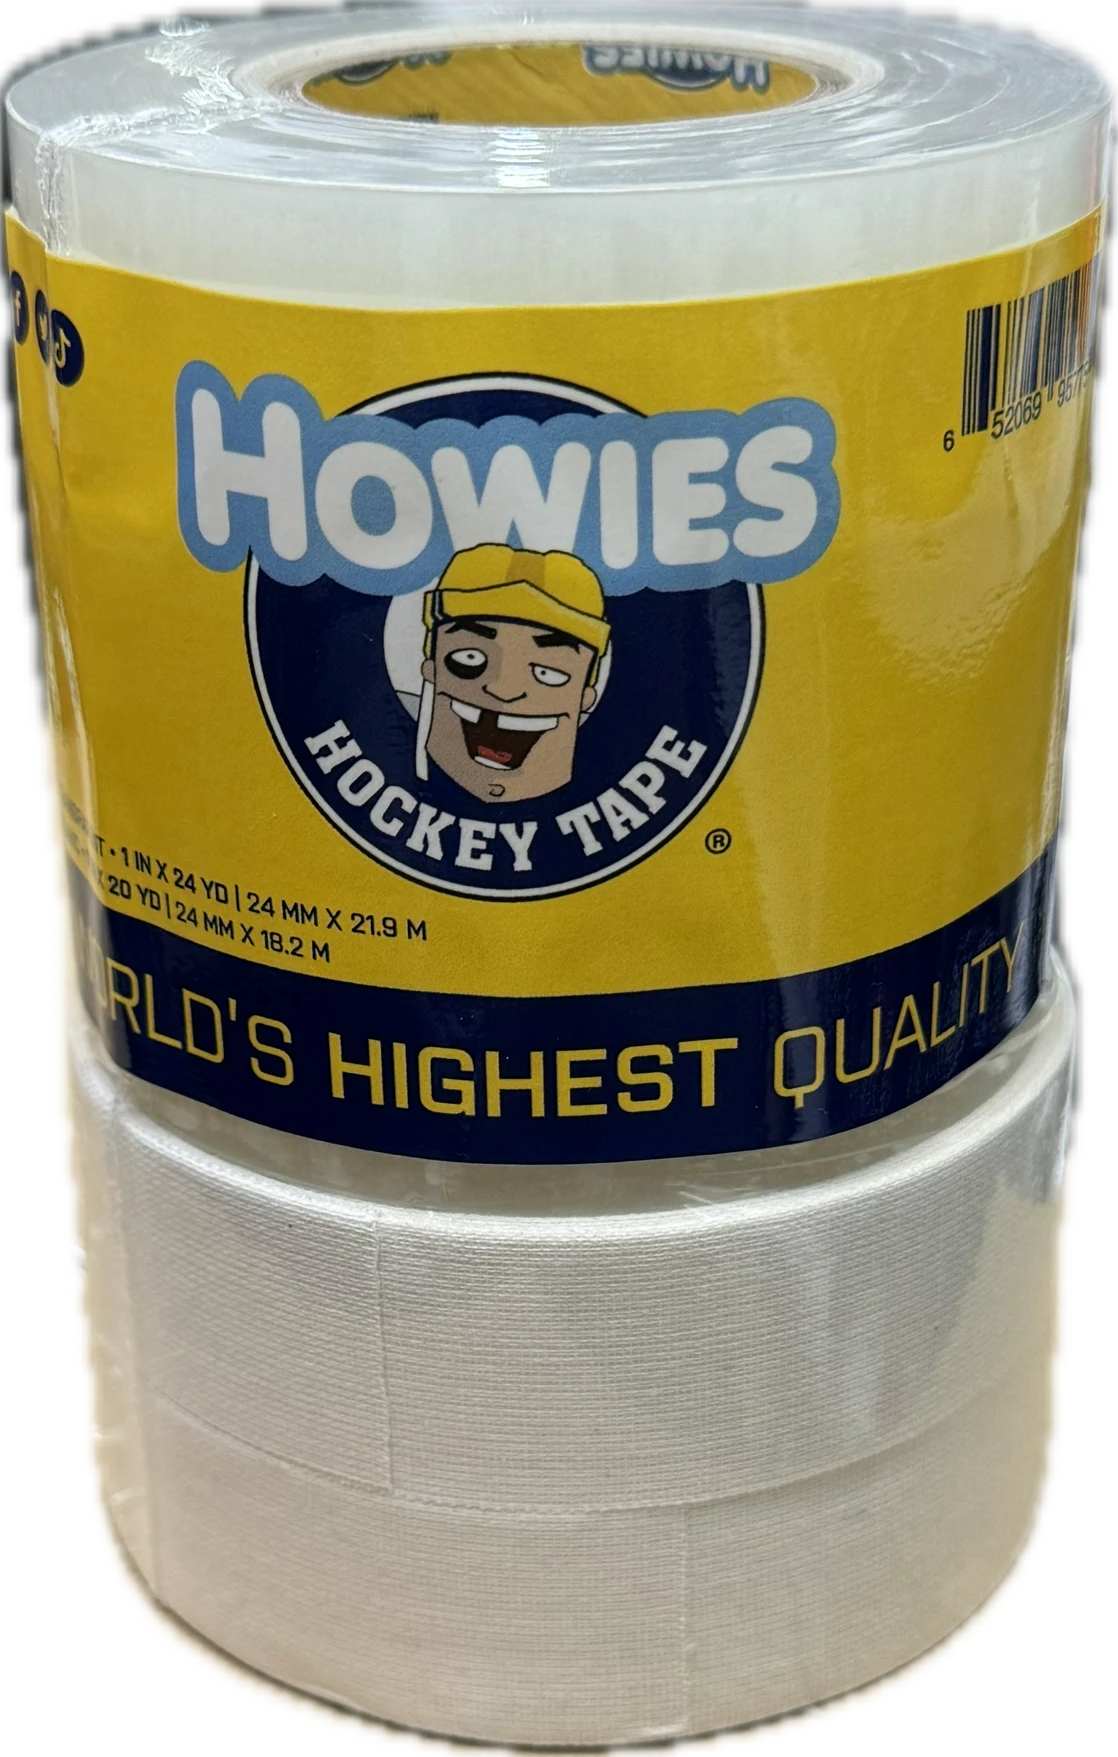 HOWIES
HOWIES
HOCKEY TAPE
®
6 52069
• 1 IN X 24 YD | 24 MM X 21.9 M
X 20 YD | 24 MM X 18.2 M
HIGHEST QUALITY